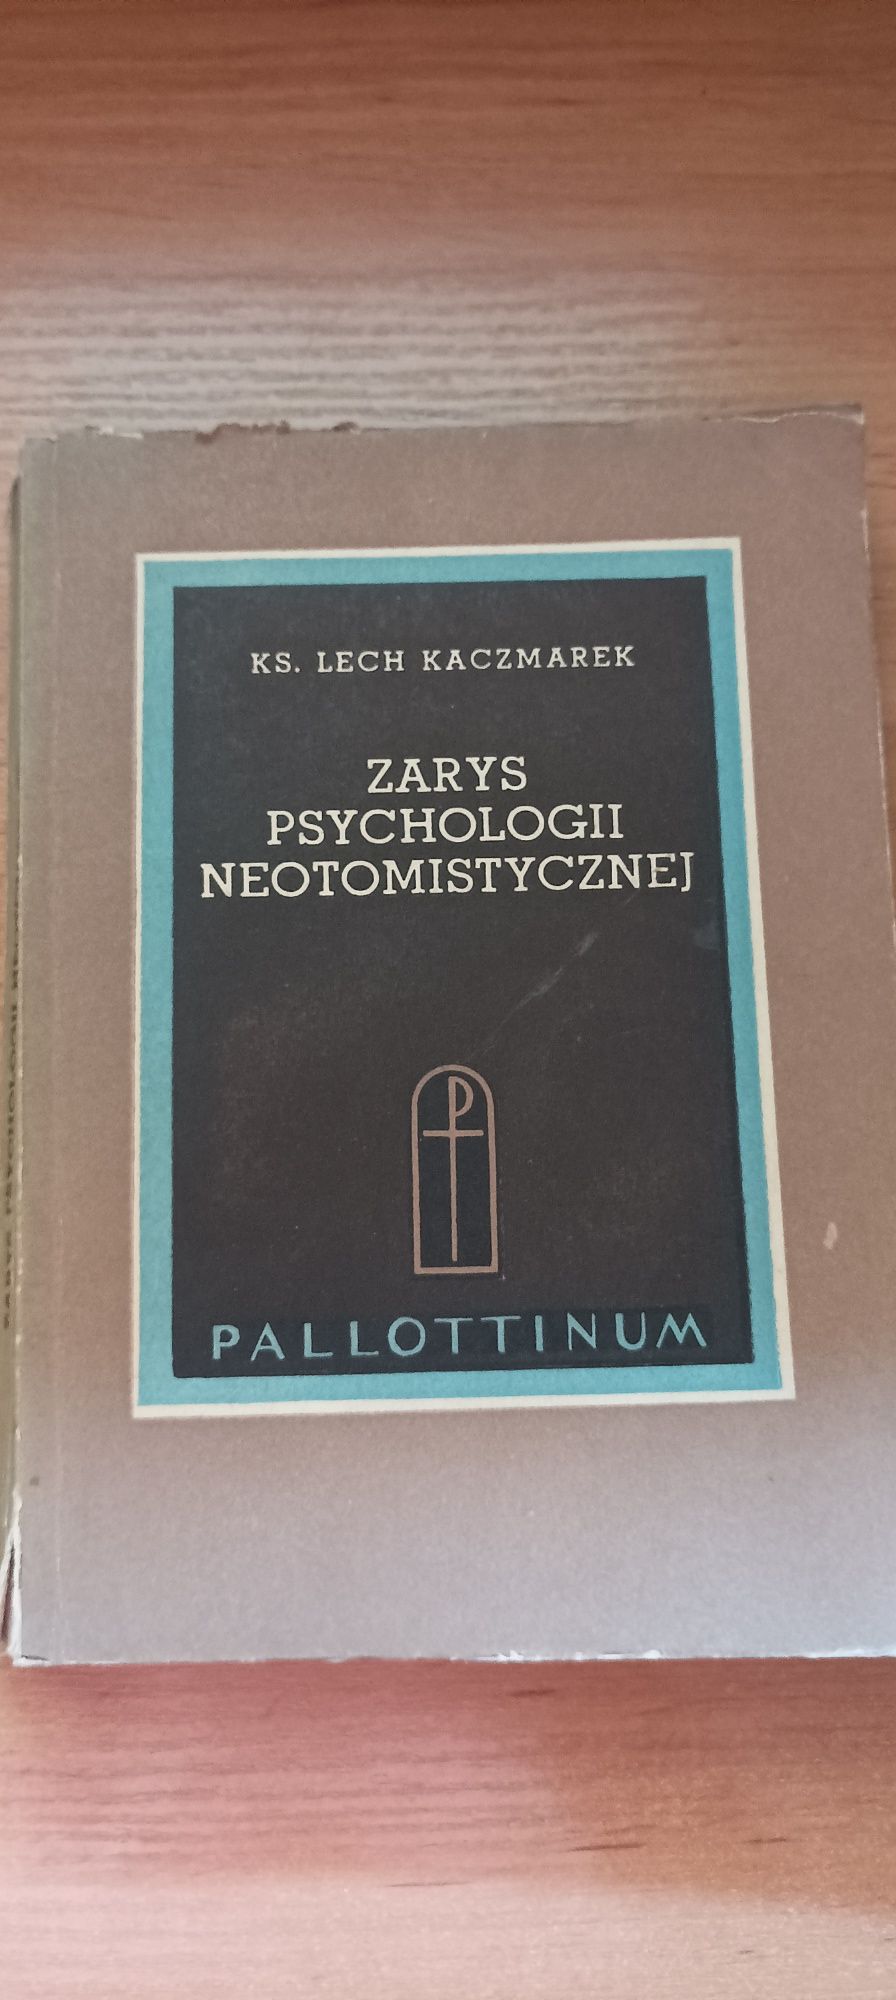 KS. LECH KACZMAREK
ZARYS
PSYCHOLOGII
NEOTOMISTYCZNEJ
PALLOTTINUM